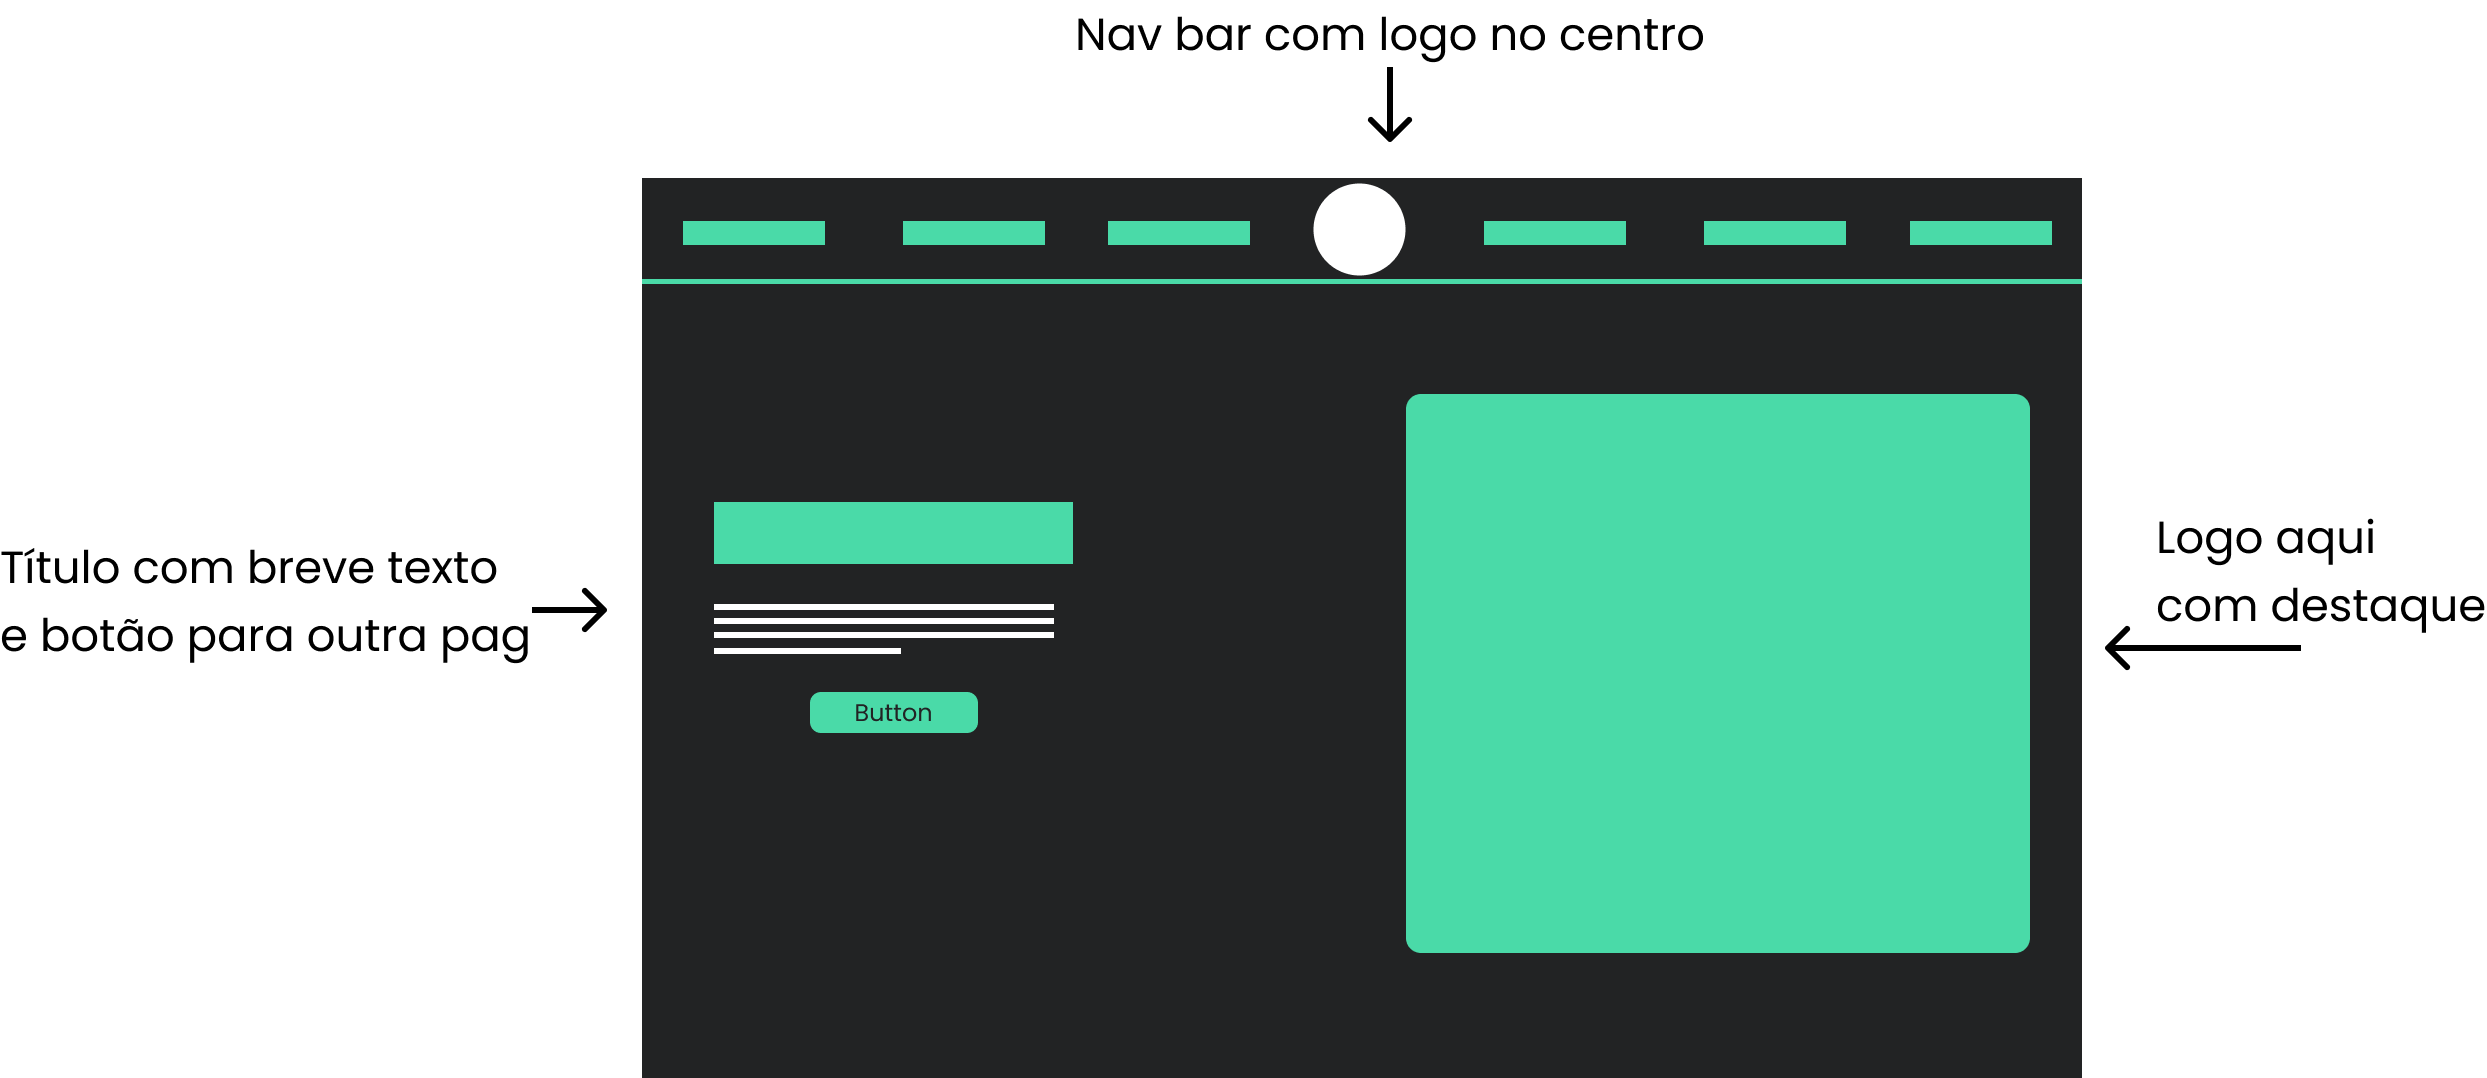 Nav bar com logo no centro
Título com breve texto
e botão para outra pag
Button
Logo aqui
com destaque